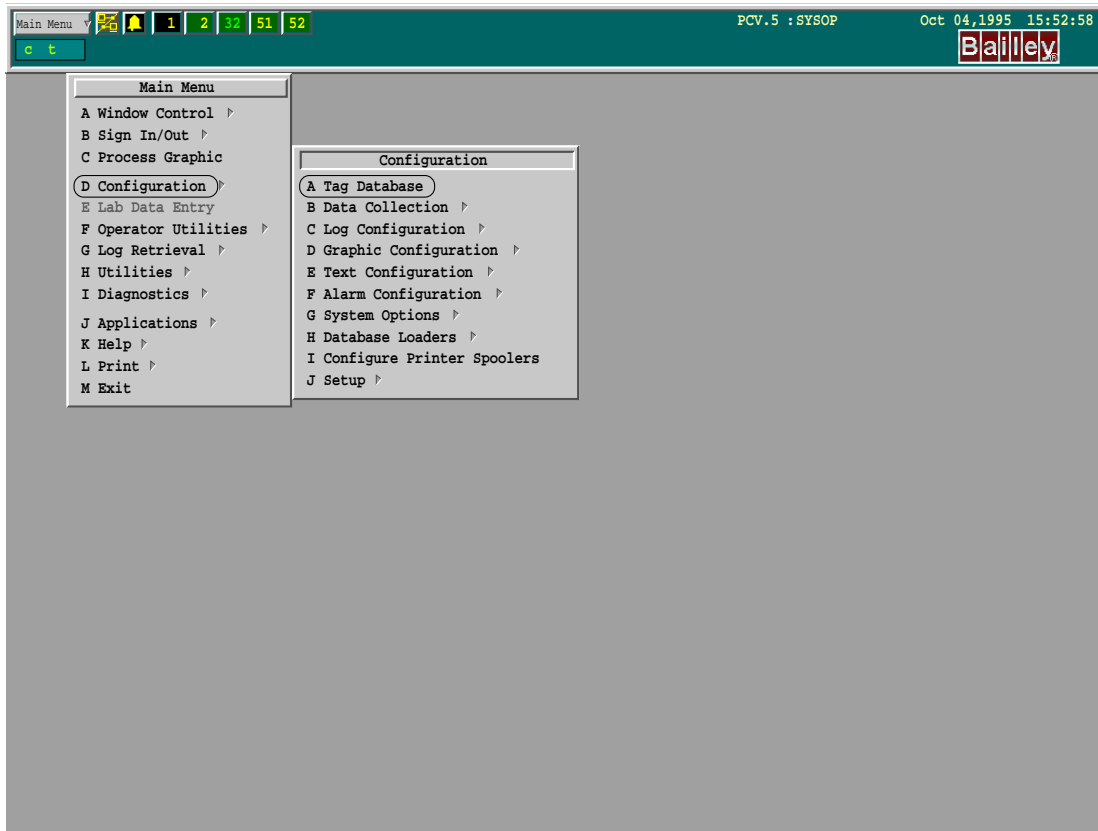 Main Menu 1 2 32 51 52 PCV.5 :SYSOP Oct 04,1995 15:52:58
c t
Bailey®
Main Menu
A Window Control
B Sign In/Out
C Process Graphic
D Configuration
E Lab Data Entry
F Operator Utilities
G Log Retrieval
H Utilities
I Diagnostics
J Applications
K Help
L Print
M Exit
Configuration
A Tag Database
B Data Collection
C Log Configuration
D Graphic Configuration
E Text Configuration
F Alarm Configuration
G System Options
H Database Loaders
I Configure Printer Spoolers
J Setup